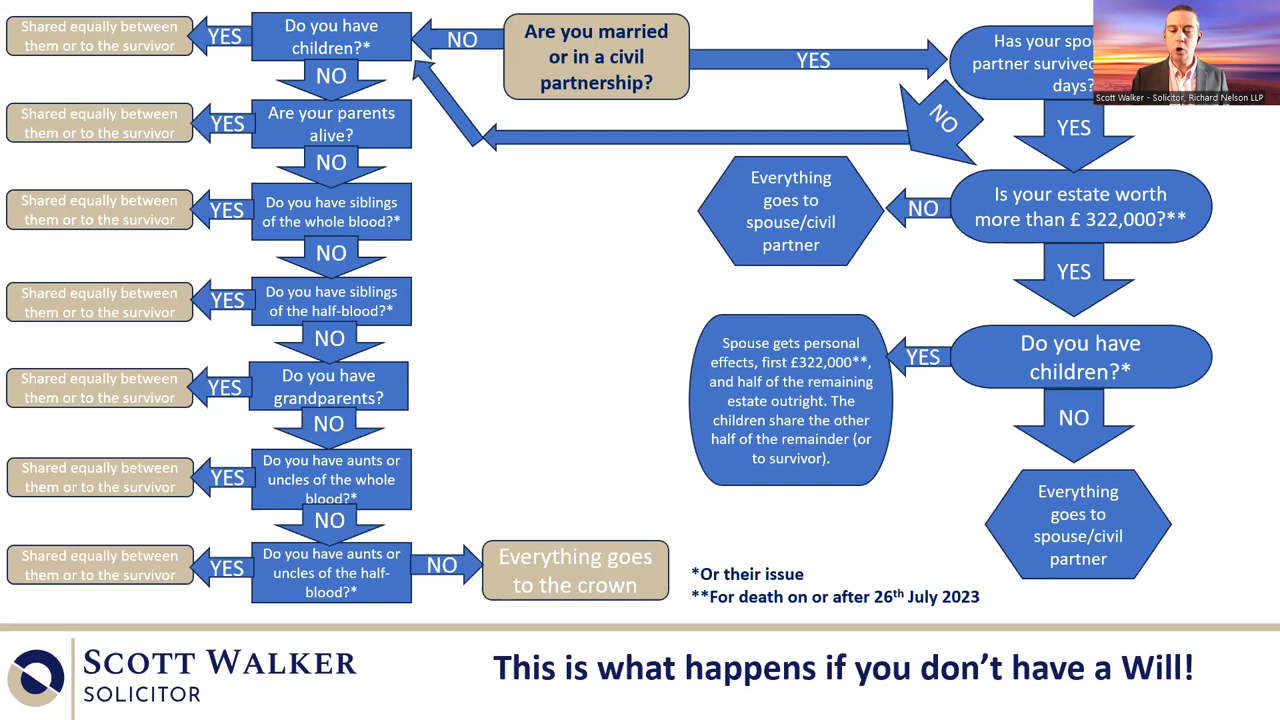 Are you married
or in a civil
partnership?
NO
YES
Do you have
children?*
YES
Shared equally between
them or to the survivor
NO
Are your parents
alive?
YES
Shared equally between
them or to the survivor
NO
Do you have siblings
of the whole blood?*
YES
Shared equally between
them or to the survivor
NO
Do you have siblings
of the half-blood?*
YES
Shared equally between
them or to the survivor
NO
Do you have
grandparents?
YES
Shared equally between
them or to the survivor
NO
Do you have aunts or
uncles of the whole
blood?*
YES
Shared equally between
them or to the survivor
NO
Do you have aunts or
uncles of the half-
blood?*
YES
Shared equally between
them or to the survivor
NO
Everything goes
to the crown
Has your
partner survived
days?
Scott Walker - Solicitor, Richard Nelson LLP
NO
YES
Is your estate worth
more than £ 322,000?**
NO
Everything
goes to
spouse/civil
partner
YES
Do you have
children?*
YES
Spouse gets personal
effects, first £322,000**,
and half of the remaining
estate outright. The
children share the other
half of the remainder (or
to survivor).
NO
Everything
goes to
spouse/civil
partner
*Or their issue
**For death on or after 26th July 2023
SCOTT WALKER
SOLICITOR
This is what happens if you don't have a Will!